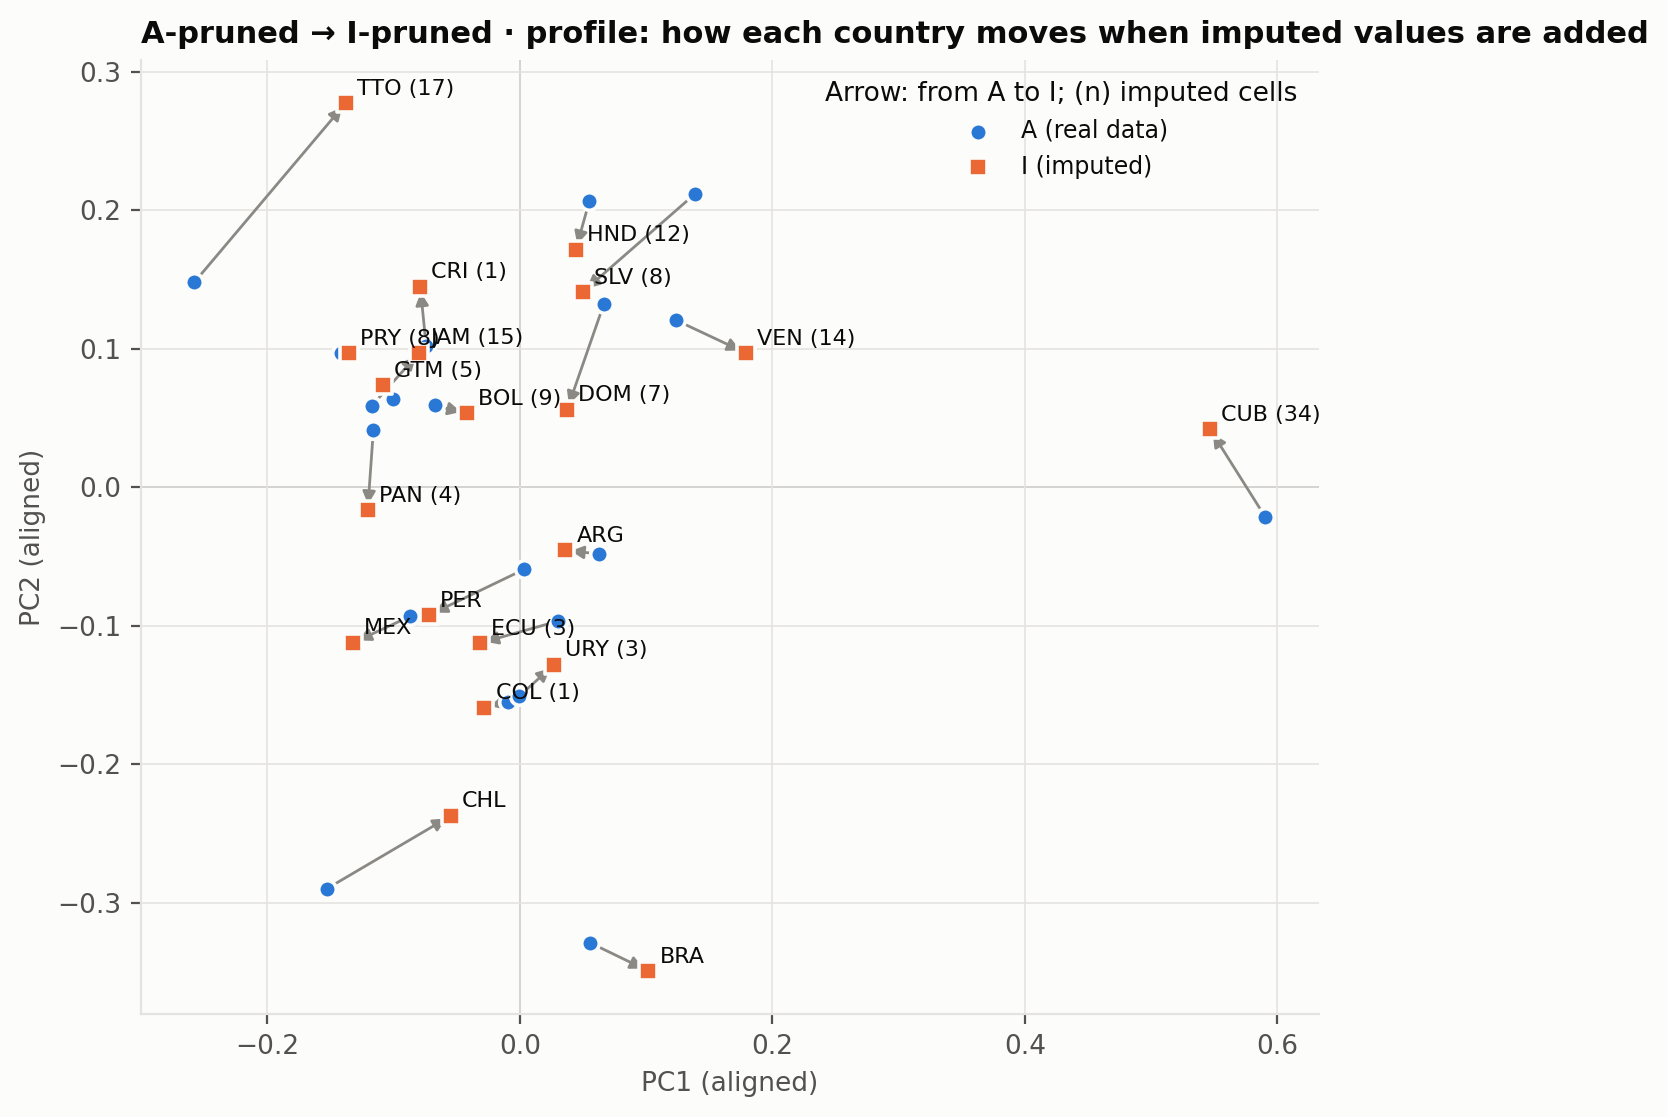 A-pruned → I-pruned · profile: how each country moves when imputed values are added
Arrow: from A to I; (n) imputed cells
A (real data)
I (imputed)
TTO (17)
HND (12)
CRI (1)
SLV (8)
PRY (8)
JAM (15)
VEN (14)
GTM (5)
BOL (9)
DOM (7)
CUB (34)
PAN (4)
ARG
PER
MEX
ECU (3)
URY (3)
COL (1)
CHL
BRA
PC2 (aligned)
0.3
0.2
0.1
0.0
−0.1
−0.2
−0.3
−0.2
0.0
0.2
0.4
0.6
PC1 (aligned)